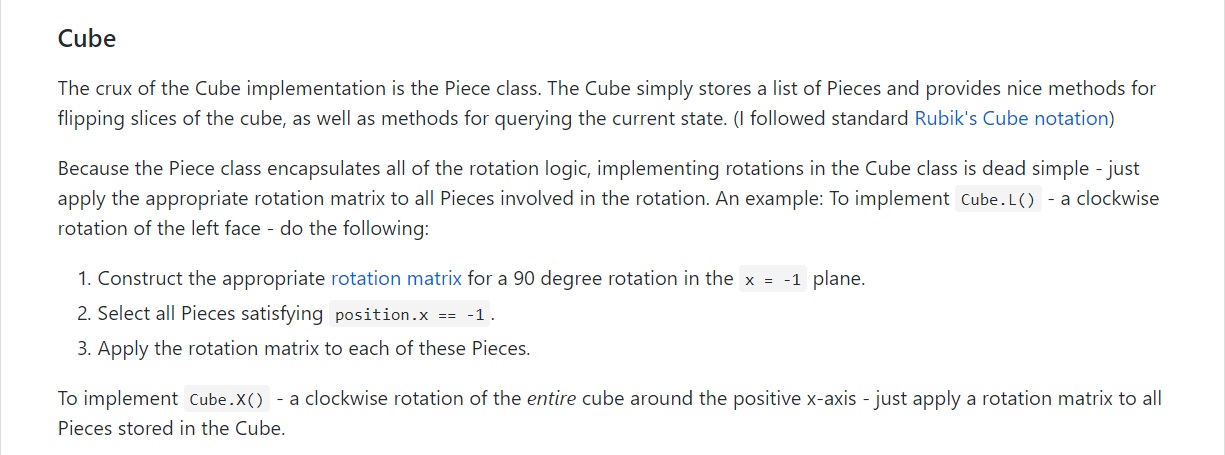 Cube
The crux of the Cube implementation is the Piece class. The Cube simply stores a list of Pieces and provides nice methods for
flipping slices of the cube, as well as methods for querying the current state. (I followed standard Rubik's Cube notation)
Because the Piece class encapsulates all of the rotation logic, implementing rotations in the Cube class is dead simple - just
apply the appropriate rotation matrix to all Pieces involved in the rotation. An example: To implement Cube.L() - a clockwise
rotation of the left face - do the following:
1. Construct the appropriate rotation matrix for a 90 degree rotation in the x = -1 plane.
2. Select all Pieces satisfying position.x == -1 .
3. Apply the rotation matrix to each of these Pieces.
To implement Cube.X() - a clockwise rotation of the entire cube around the positive x-axis - just apply a rotation matrix to all
Pieces stored in the Cube.